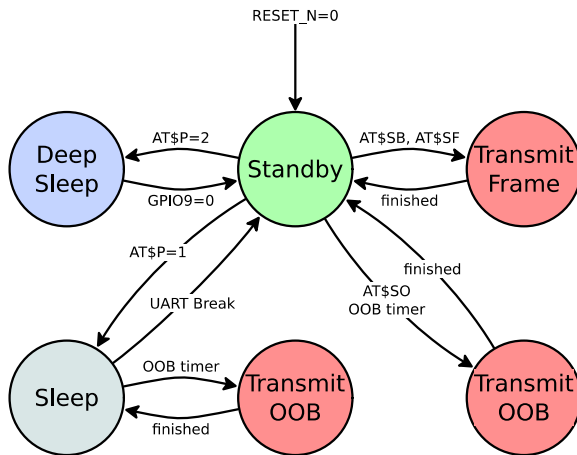 RESET_N=0
AT$P=2
AT$SB, AT$SF
Deep
Sleep
Standby
Transmit
Frame
GPIO9=0
finished
AT$P=1
finished
AT$SO
OOB timer
UART Break
OOB timer
Sleep
Transmit
OOB
Transmit
OOB
finished